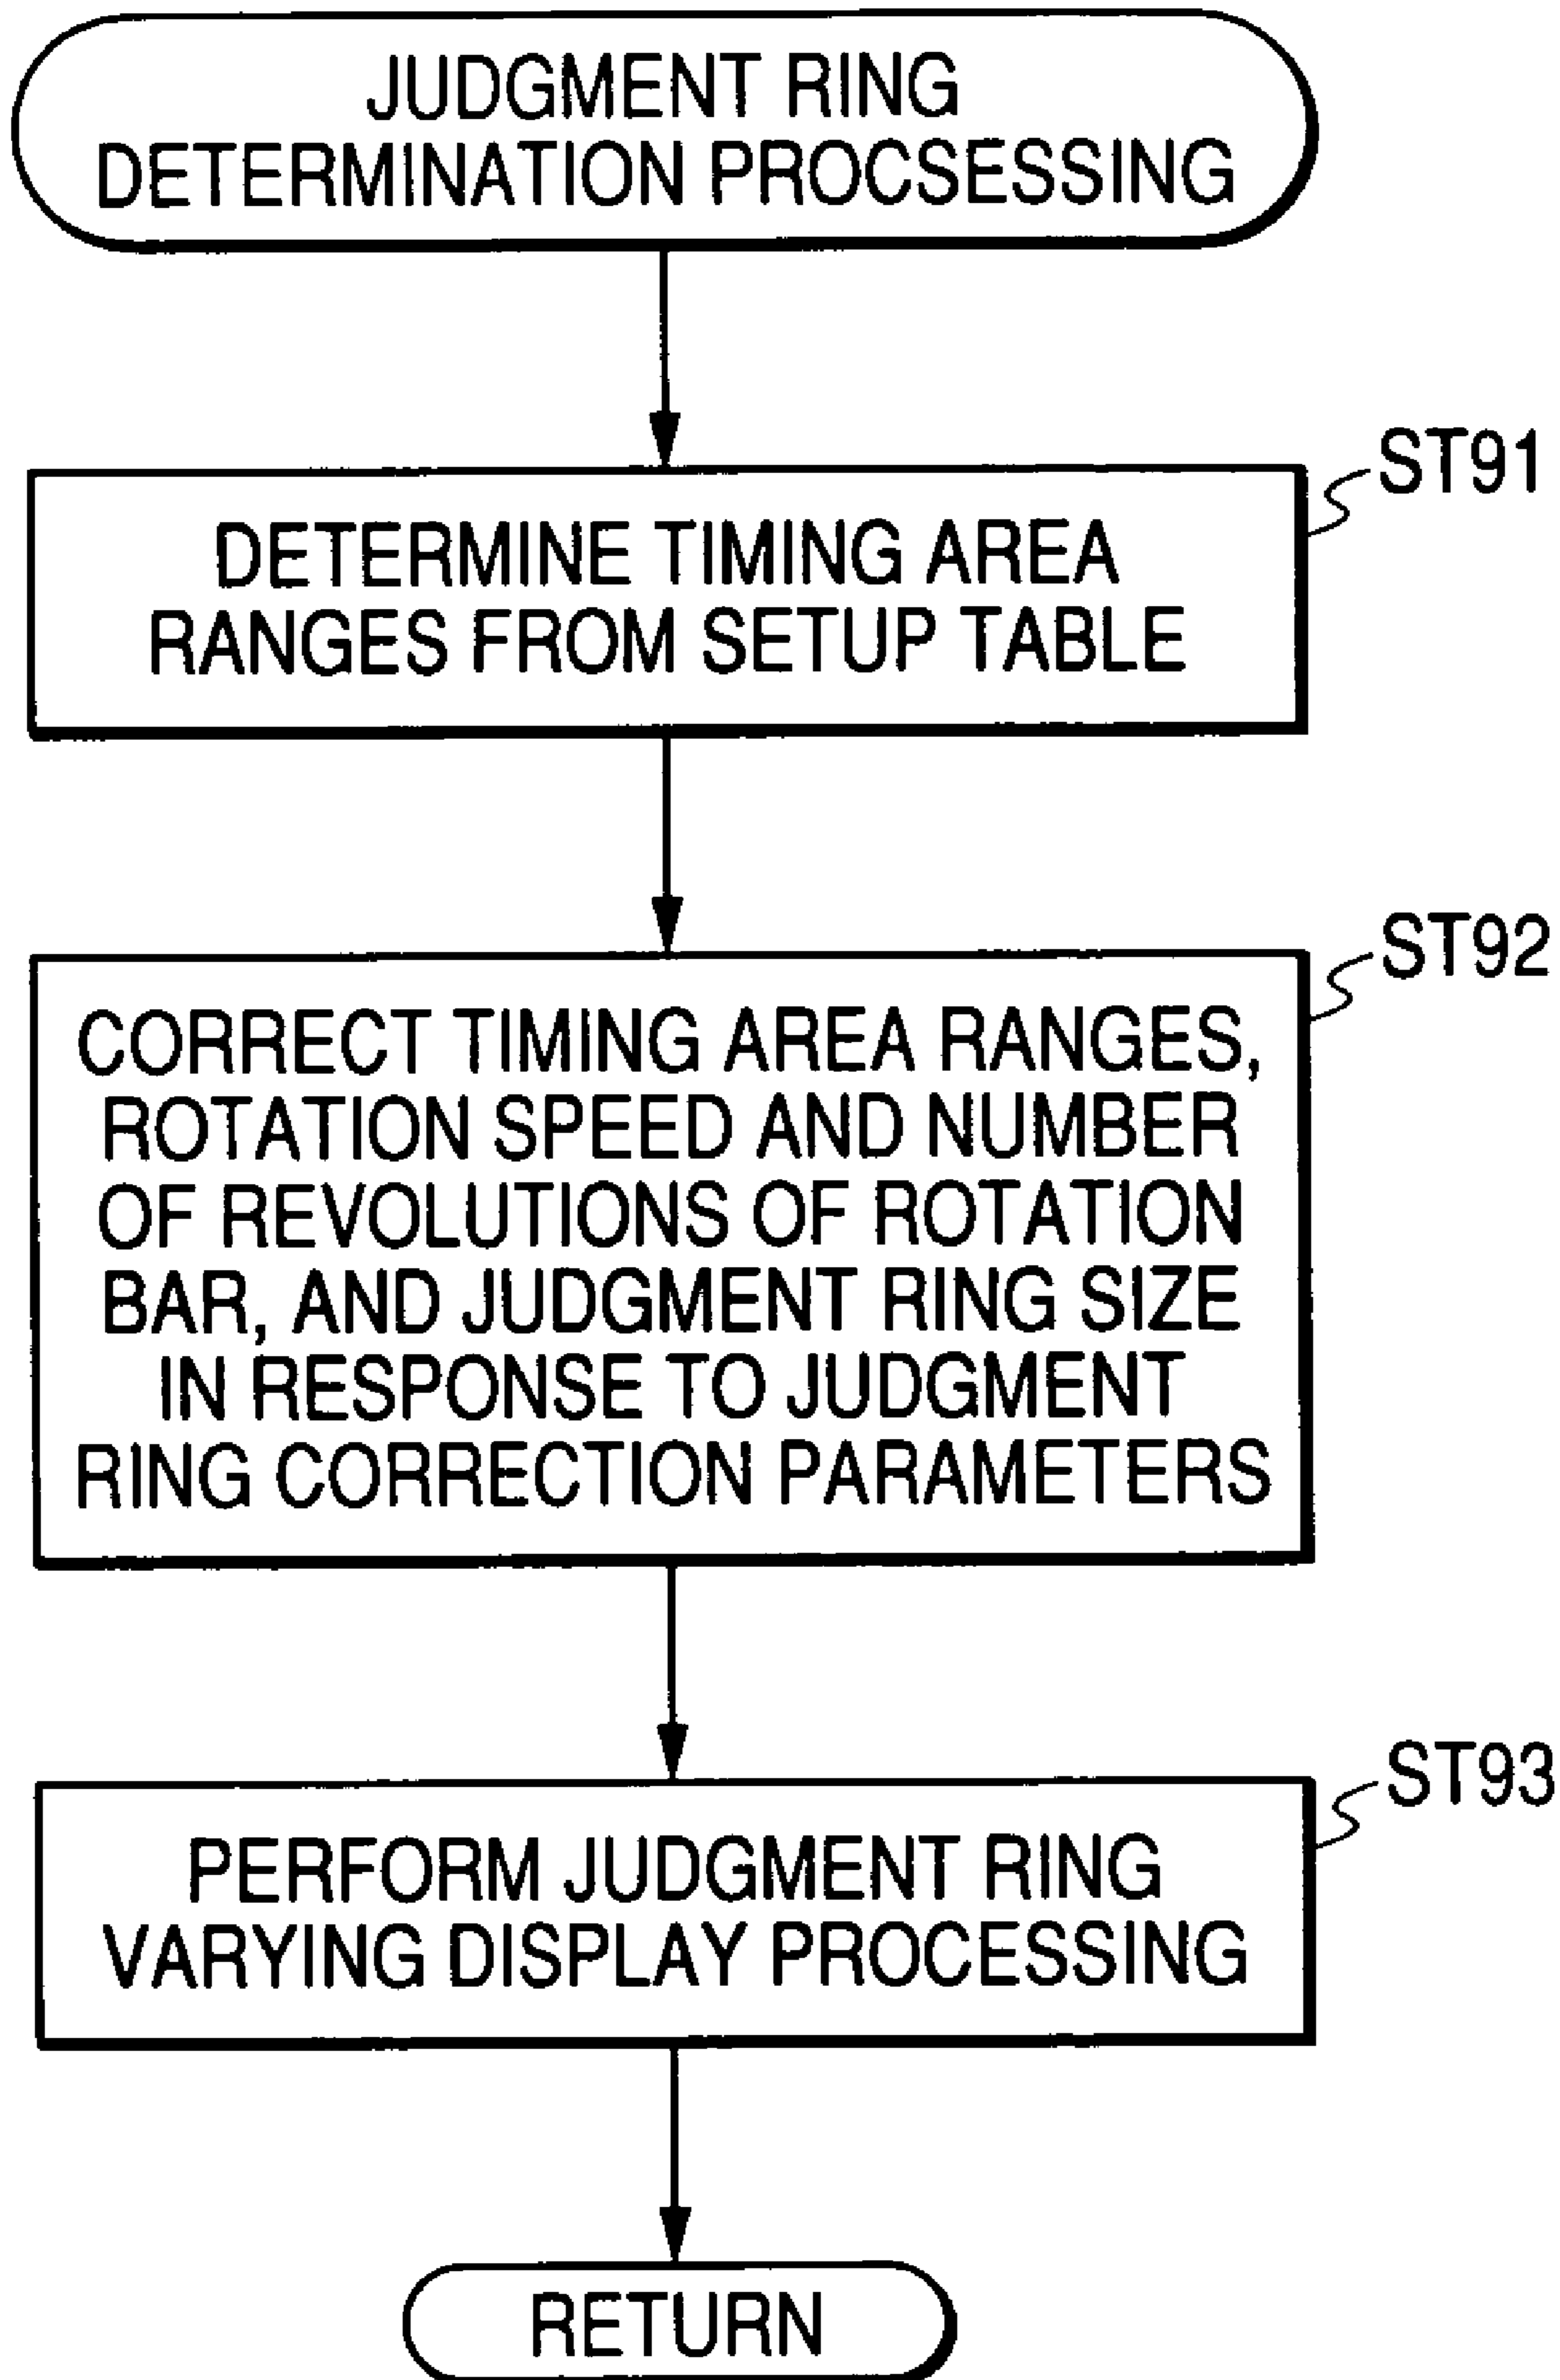 JUDGMENT RING
DETERMINATION PROCSESSING
ST91
DETERMINE TIMING AREA
RANGES FROM SETUP TABLE
ST92
CORRECT TIMING AREA RANGES,
ROTATION SPEED AND NUMBER
OF REVOLUTIONS OF ROTATION
BAR, AND JUDGMENT RING SIZE
IN RESPONSE TO JUDGMENT
RING CORRECTION PARAMETERS
ST93
PERFORM JUDGMENT RING
VARYING DISPLAY PROCESSING
RETURN